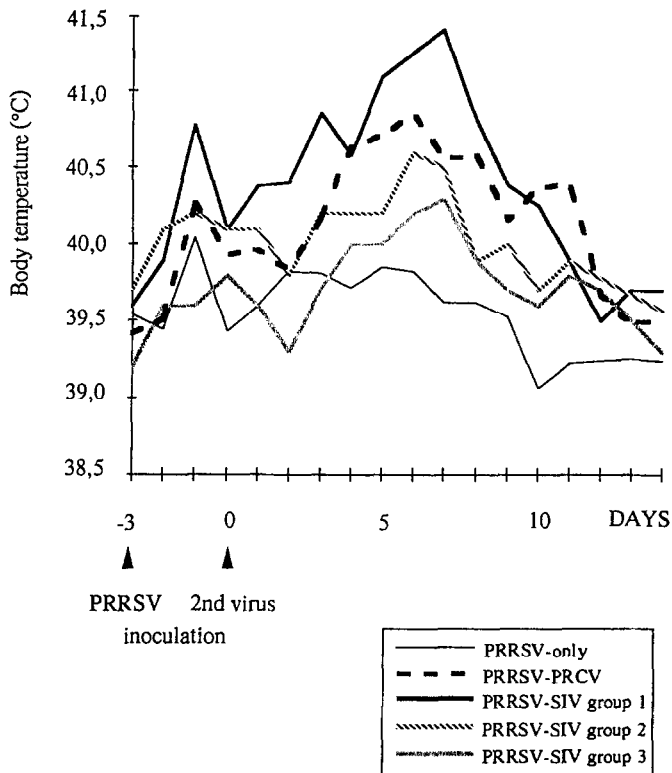 41,5
41,0
40,5
40,0
39,5
39,0
38,5
Body temperature (°C)
-3 0 5 10 DAYS
PRRSV 2nd virus
inoculation
PRRSV-only
PRRSV-PRCV
PRRSV-SIV group 1
PRRSV-SIV group 2
PRRSV-SIV group 3